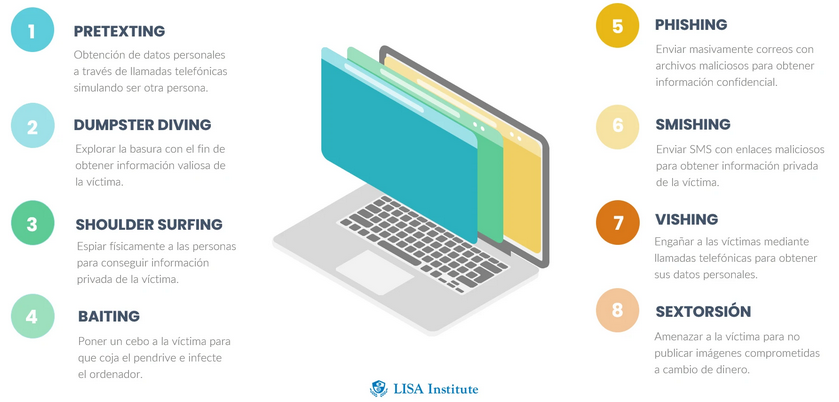 1
PRETEXTING
Obtención de datos personales
a través de llamadas telefónicas
simulando ser otra persona.
2
DUMPSTER DIVING
Explorar la basura con el fin de
obtener información valiosa de
la víctima.
3
SHOULDER SURFING
Espiar físicamente a las personas
para conseguir información
privada de la víctima.
4
BAITING
Poner un cebo a la víctima para
que coja el pendrive e infecte
el ordenador.
5
PHISHING
Enviar masivamente correos con
archivos maliciosos para obtener
información confidencial.
6
SMISHING
Enviar SMS con enlaces maliciosos
para obtener información privada
de la víctima.
7
VISHING
Engañar a las víctimas mediante
llamadas telefónicas para obtener
sus datos personales.
8
SEXTORSIÓN
Amenazar a la víctima para no
publicar imágenes comprometidas
a cambio de dinero.
LISA Institute